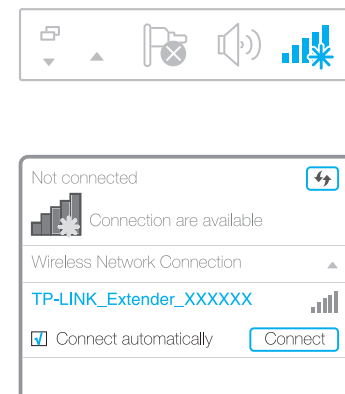 Not connected
Connection are available
Wireless Network Connection
TP-LINK_Extender_XXXXXX
Connect automatically
Connect